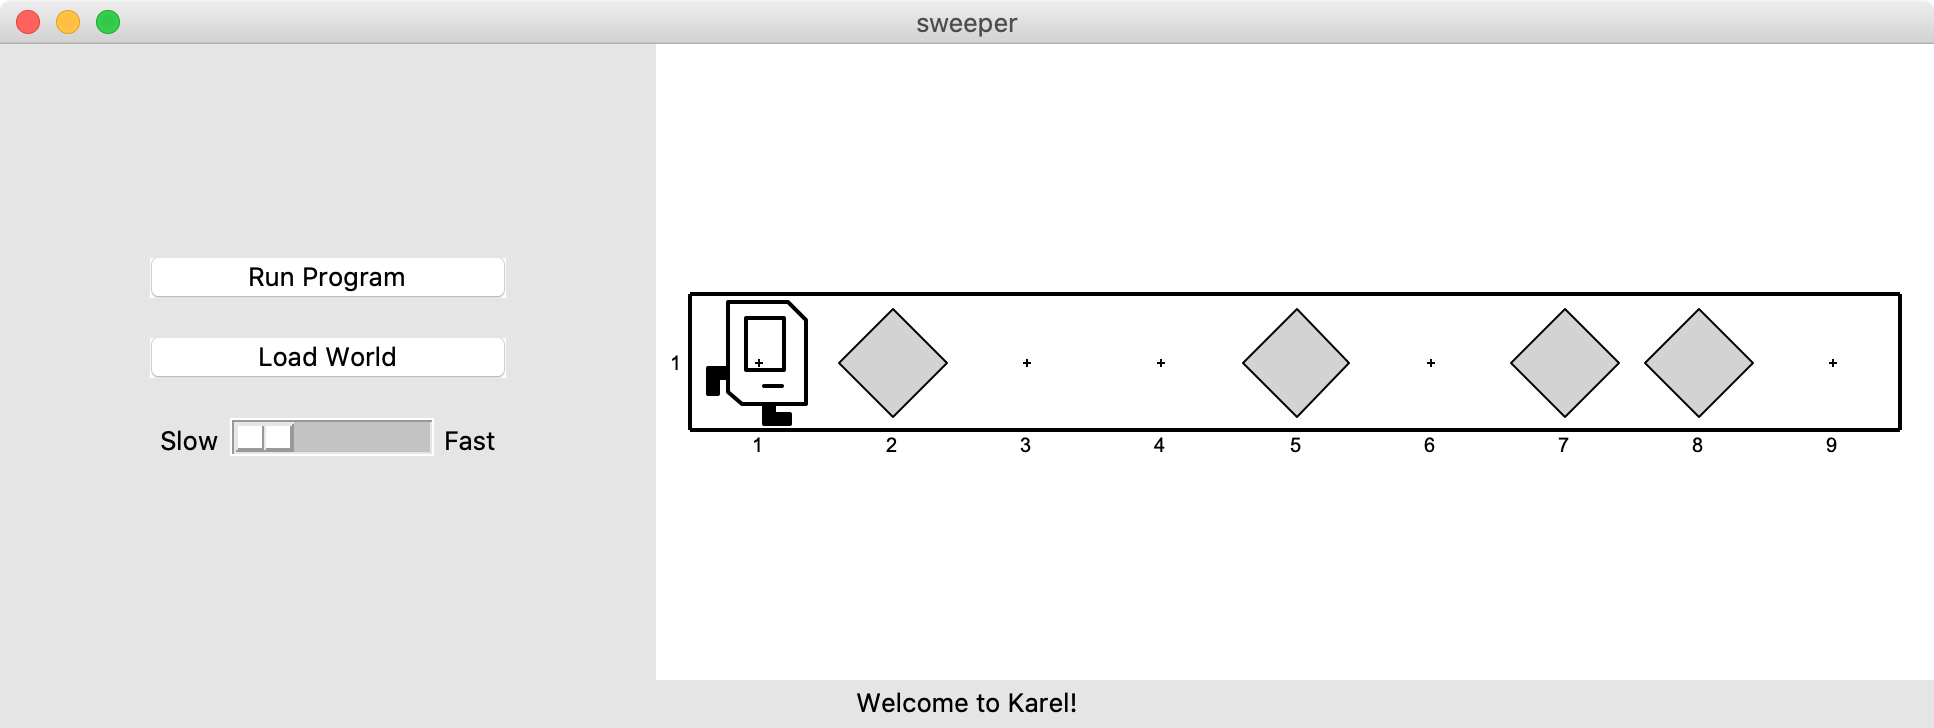 sweeper
Run Program
Load World
Slow Fast
1
1 2 3 4 5 6 7 8 9
Welcome to Karel!